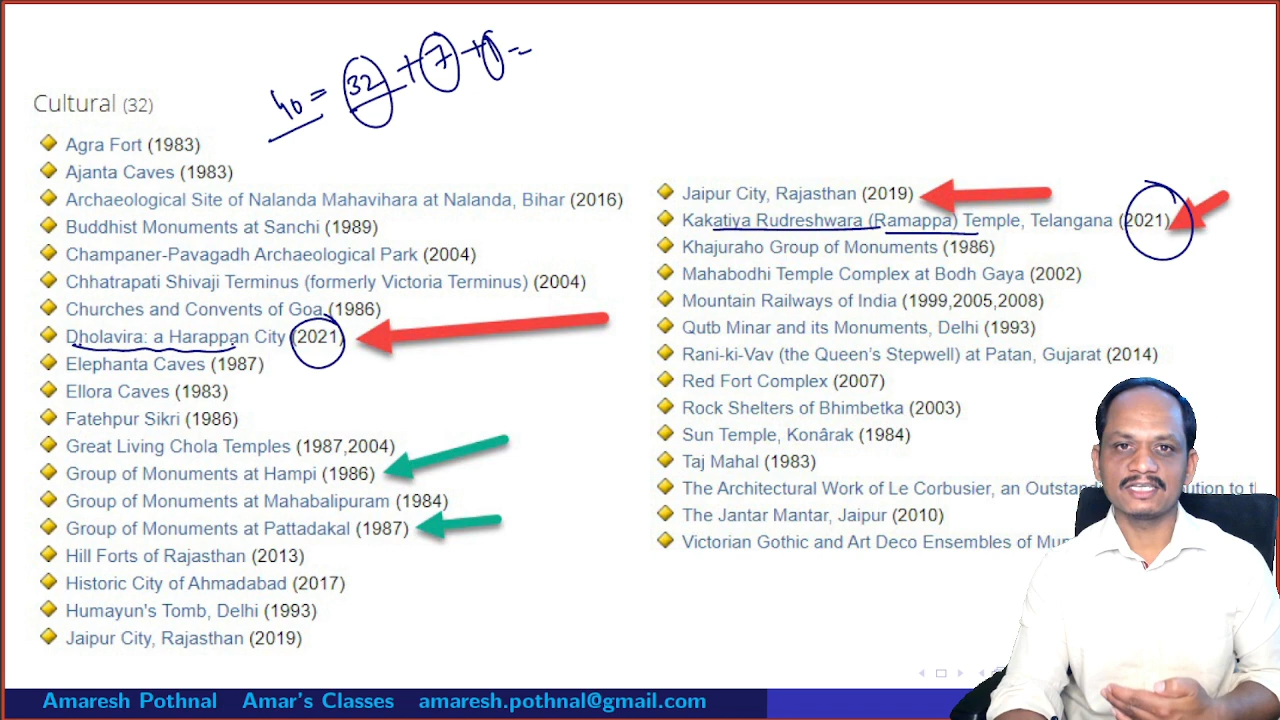 40 = 32 + 7 + 1 =
Cultural (32)
Agra Fort (1983)
Ajanta Caves (1983)
Archaeological Site of Nalanda Mahavihara at Nalanda, Bihar (2016)
Buddhist Monuments at Sanchi (1989)
Champaner-Pavagadh Archaeological Park (2004)
Chhatrapati Shivaji Terminus (formerly Victoria Terminus) (2004)
Churches and Convents of Goa (1986)
Dholavira: a Harappan City (2021)
Elephanta Caves (1987)
Ellora Caves (1983)
Fatehpur Sikri (1986)
Great Living Chola Temples (1987,2004)
Group of Monuments at Hampi (1986)
Group of Monuments at Mahabalipuram (1984)
Group of Monuments at Pattadakal (1987)
Hill Forts of Rajasthan (2013)
Historic City of Ahmadabad (2017)
Humayun's Tomb, Delhi (1993)
Jaipur City, Rajasthan (2019)
Jaipur City, Rajasthan (2019)
Kakatiya Rudreshwara (Ramappa) Temple, Telangana (2021)
Khajuraho Group of Monuments (1986)
Mahabodhi Temple Complex at Bodh Gaya (2002)
Mountain Railways of India (1999,2005,2008)
Qutb Minar and its Monuments, Delhi (1993)
Rani-ki-Vav (the Queen's Stepwell) at Patan, Gujarat (2014)
Red Fort Complex (2007)
Rock Shelters of Bhimbetka (2003)
Sun Temple, Konârak (1984)
Taj Mahal (1983)
The Architectural Work of Le Corbusier, an to
The Jantar Mantar, Jaipur (2010)
Victorian Gothic and Art Deco Ensembles of
Amaresh Pothnal Amar's Classes amaresh.pothnal@gmail.com